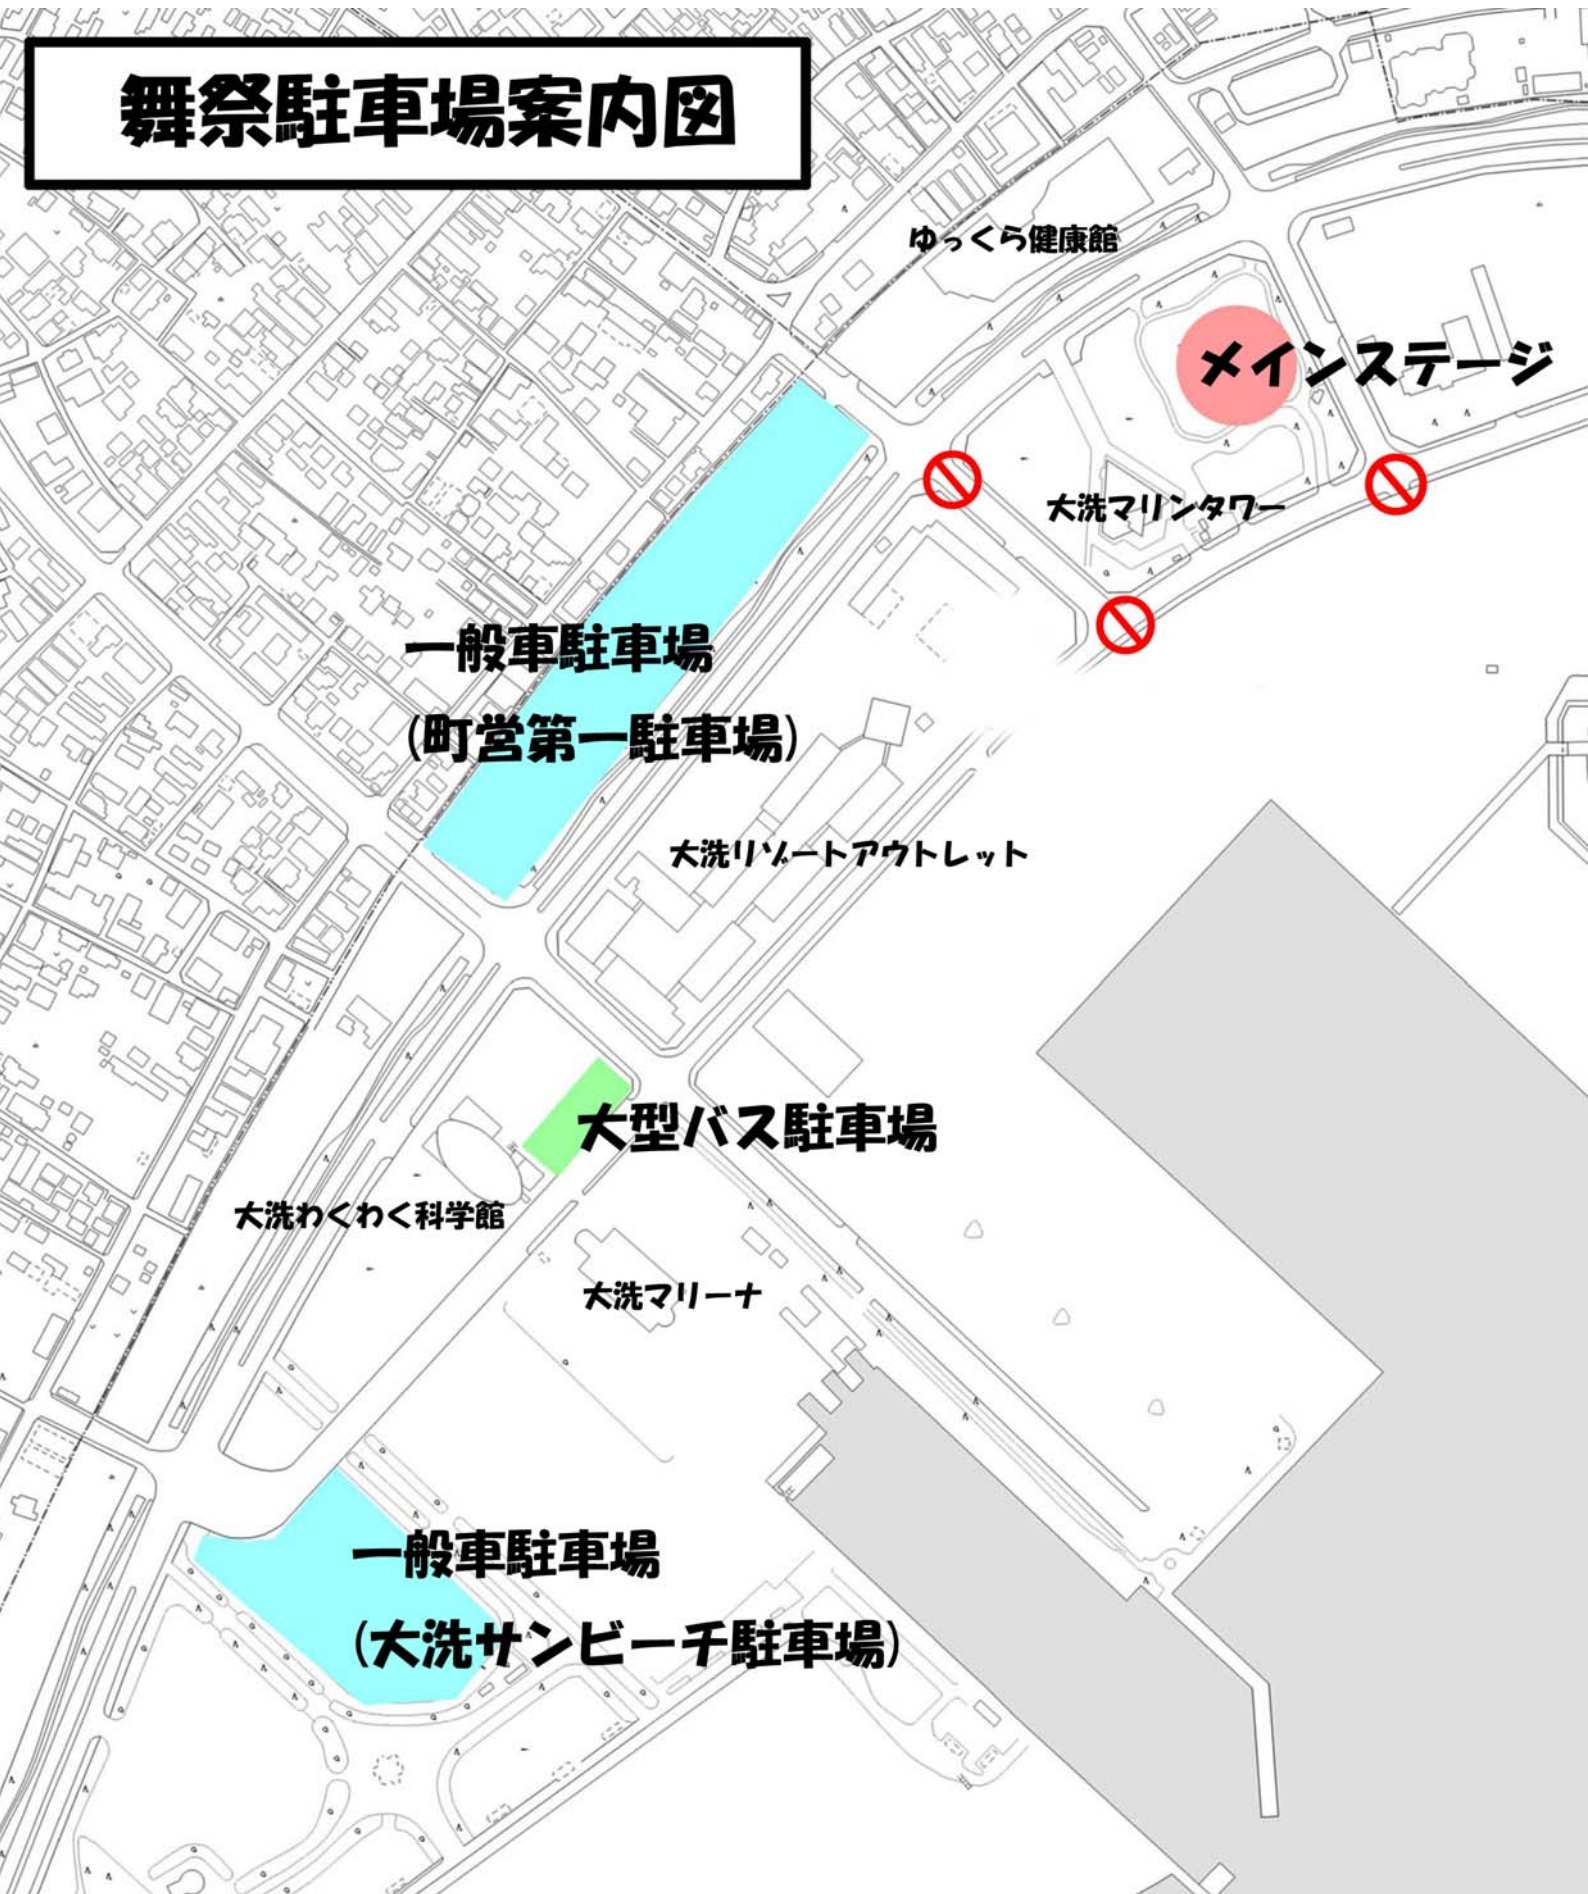 舞祭駐車場案内図
ゆっくら健康館
メインステージ
大洗マリンタワー
一般車駐車場
(町営第一駐車場)
大洗リゾートアウトレット
大型バス駐車場
大洗わくわく科学館
大洗マリーナ
一般車駐車場
(大洗サンビーチ駐車場)